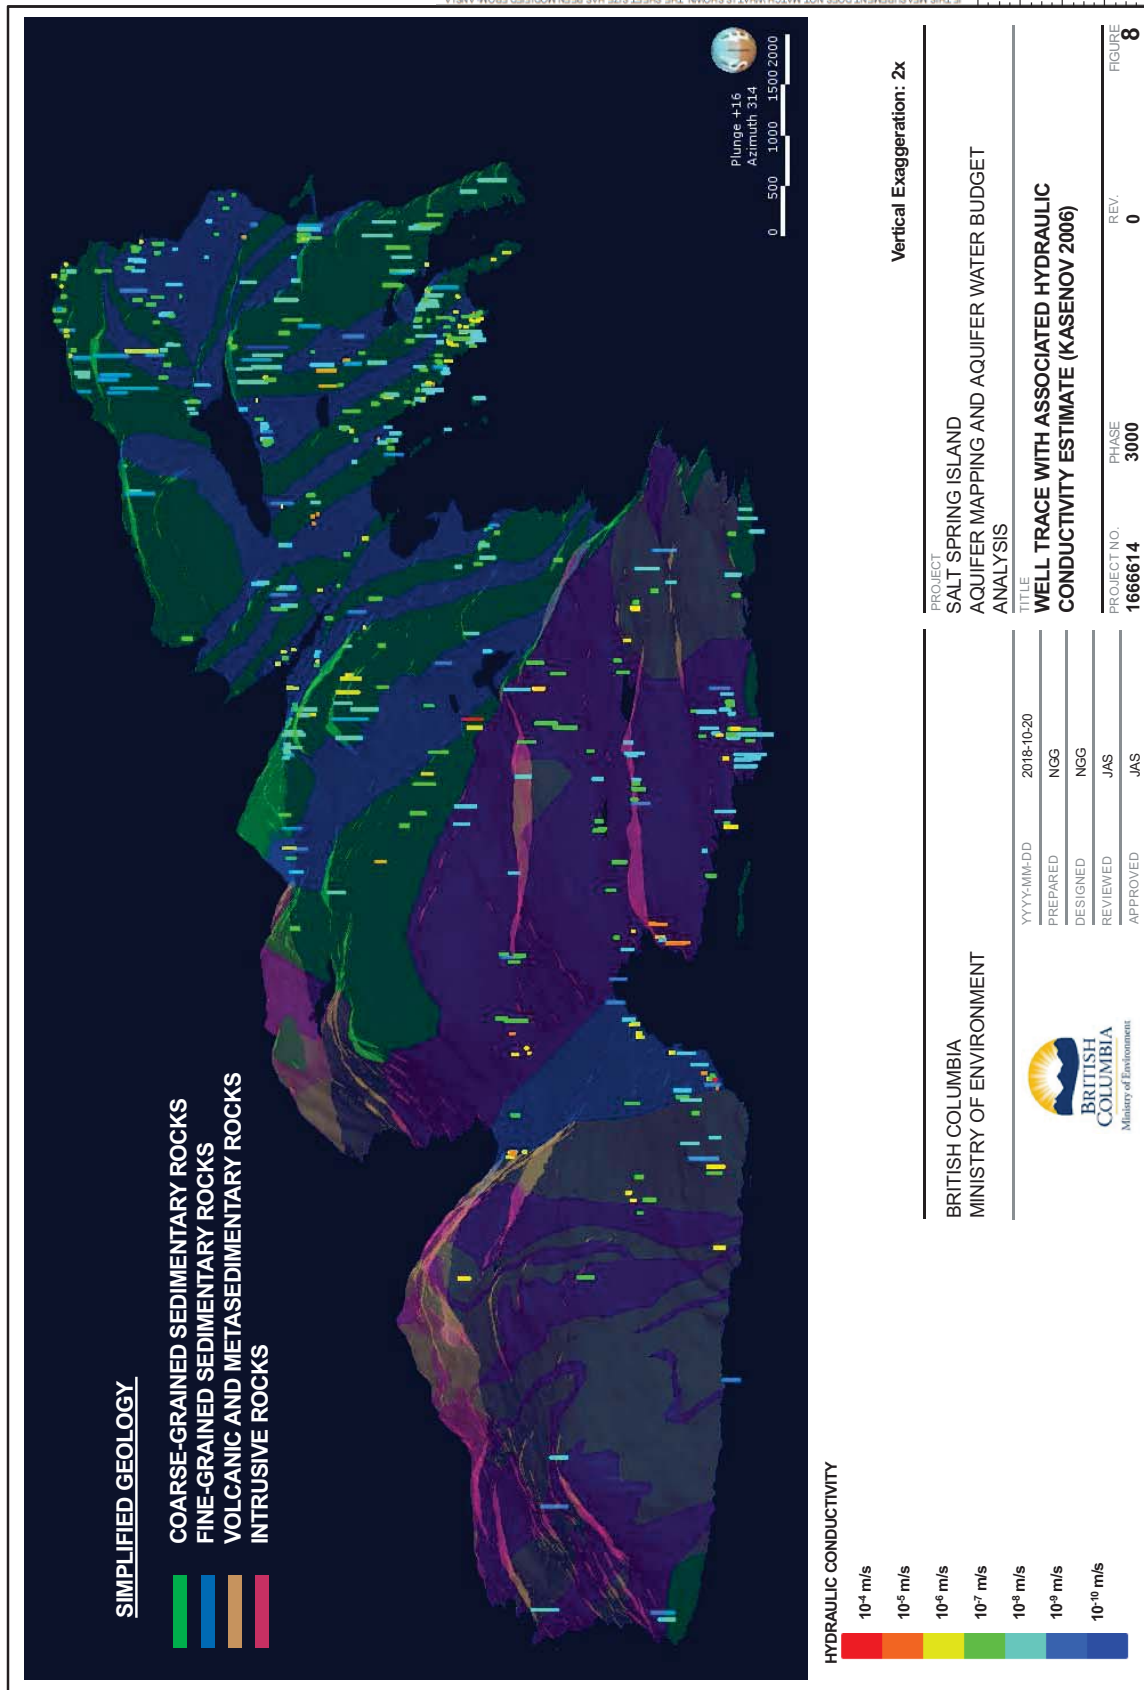 SIMPLIFIED GEOLOGY
COARSE-GRAINED SEDIMENTARY ROCKS
FINE-GRAINED SEDIMENTARY ROCKS
VOLCANIC AND METASEDIMENTARY ROCKS
INTRUSIVE ROCKS
Plunge +16
Azimuth 314
0 500 1000 1500 2000
HYDRAULIC CONDUCTIVITY
10⁻⁴ m/s
10⁻⁵ m/s
10⁻⁶ m/s
10⁻⁷ m/s
10⁻⁸ m/s
10⁻⁹ m/s
10⁻¹⁰ m/s
Vertical Exaggeration: 2x
BRITISH COLUMBIA
MINISTRY OF ENVIRONMENT
PROJECT
SALT SPRING ISLAND
AQUIFER MAPPING AND AQUIFER WATER BUDGET
ANALYSIS
BRITISH
COLUMBIA
Ministry of Environment
YYYY-MM-DD 2018-10-20
PREPARED NGG
DESIGNED NGG
REVIEWED JAS
APPROVED JAS
TITLE
WELL TRACE WITH ASSOCIATED HYDRAULIC
CONDUCTIVITY ESTIMATE (KASENOV 2006)
PROJECT NO. PHASE REV. FIGURE
1666614 3000 0 8